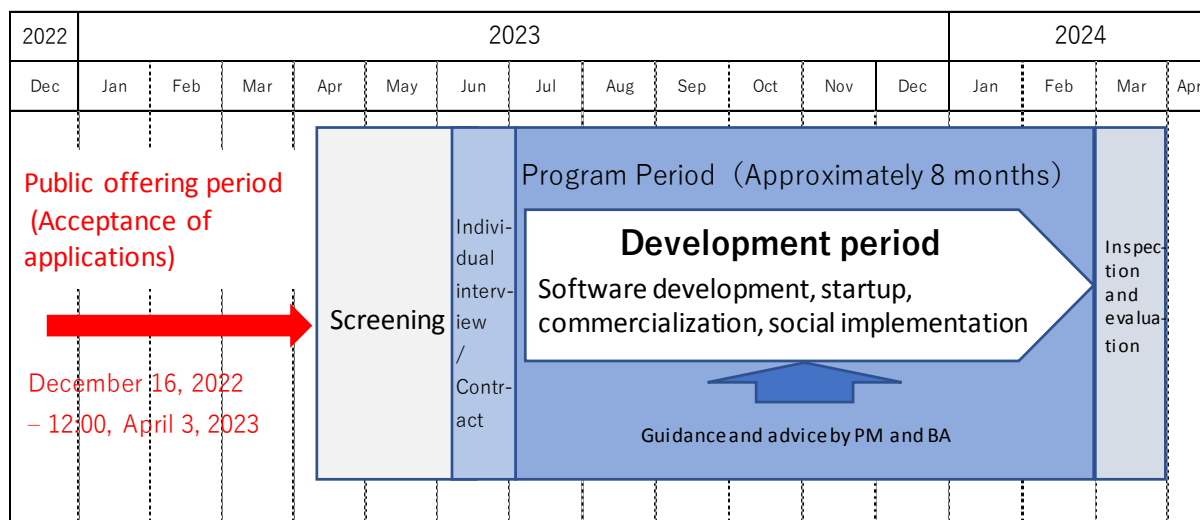 2022 2023 2024
Dec Jan Feb Mar Apr May Jun Jul Aug Sep Oct Nov Dec Jan Feb Mar Apr
Public offering period
(Acceptance of
applications)
December 16, 2022
– 12:00, April 3, 2023
Screening
Individ-
dual
interv-
iew
/
Contr-
act
Program Period（Approximately 8 months）
Development period
Software development, startup,
commercialization, social implementation
Guidance and advice by PM and BA
Inspec-
tion
and
evalua-
tion